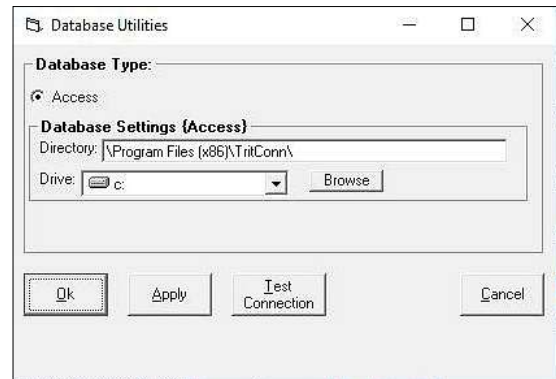 Database Utilities
Database Type:
Access
Database Settings {Access}
Directory: \Program Files (x86)\TritConn\
Drive: c: Browse
Ok Apply Test Connection Cancel